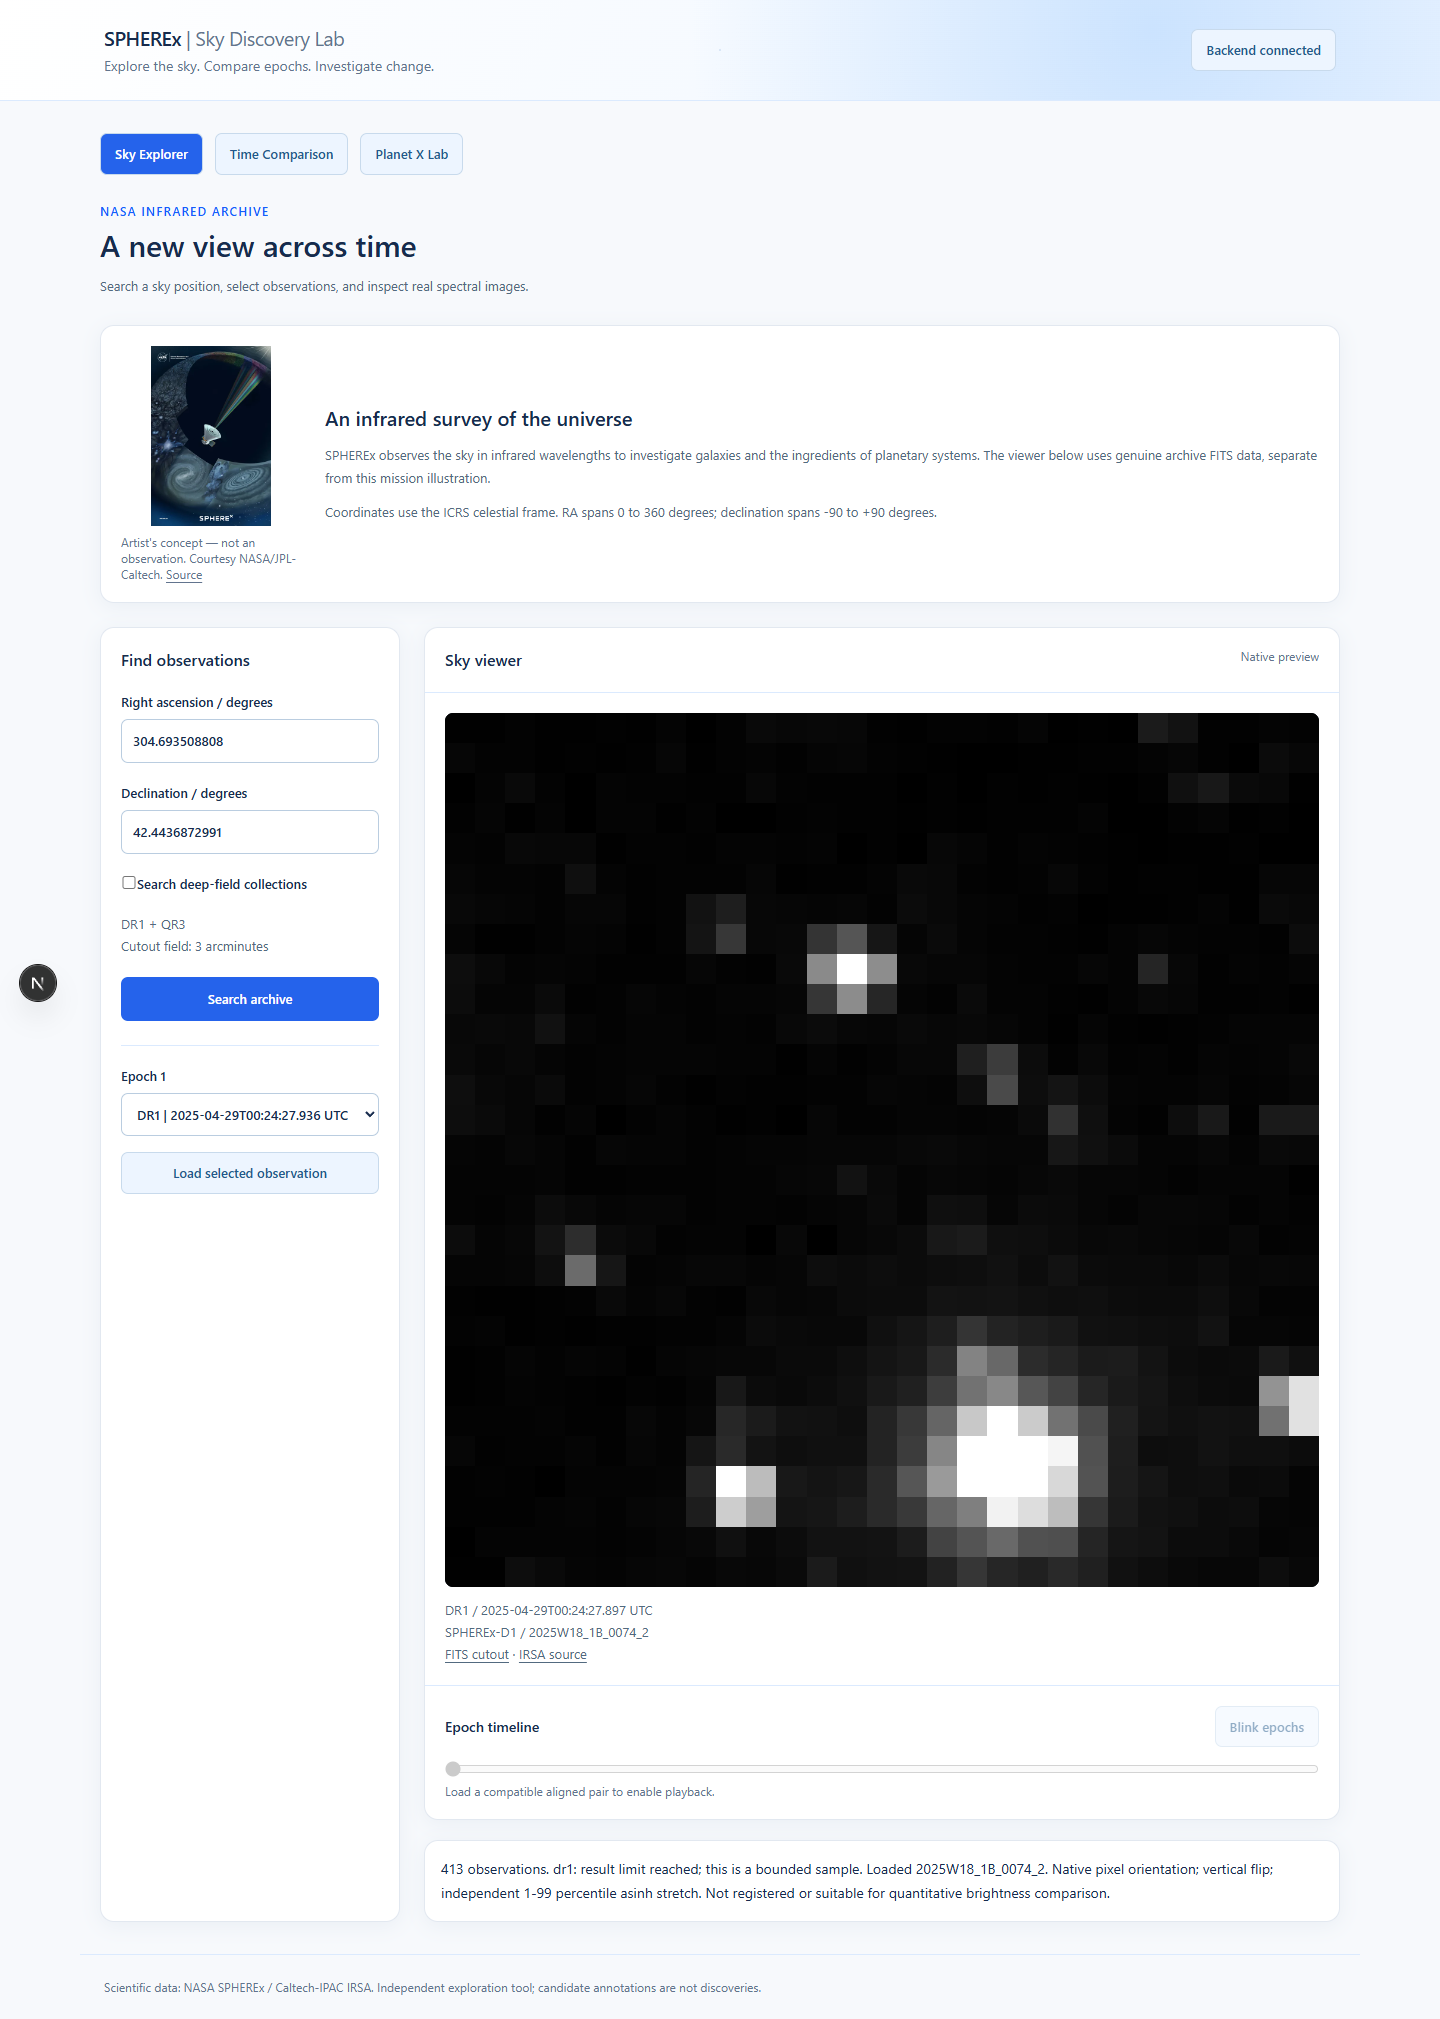 SPHEREx | Sky Discovery Lab
Explore the sky. Compare epochs. Investigate change.
Backend connected
Sky Explorer
Time Comparison
Planet X Lab
NASA INFRARED ARCHIVE
A new view across time
Search a sky position, select observations, and inspect real spectral images.
SPHEREx
Artist's concept — not an
observation. Courtesy NASA/JPL-
Caltech. Source
An infrared survey of the universe
SPHEREx observes the sky in infrared wavelengths to investigate galaxies and the ingredients of planetary systems. The viewer below uses genuine archive FITS data, separate
from this mission illustration.
Coordinates use the ICRS celestial frame. RA spans 0 to 360 degrees; declination spans -90 to +90 degrees.
Find observations
Right ascension / degrees
304.693508808
Declination / degrees
42.4436872991
Search deep-field collections
DR1 + QR3
Cutout field: 3 arcminutes
Search archive
Epoch 1
DR1 | 2025-04-29T00:24:27.936 UTC
Load selected observation
N
Sky viewer
Native preview
DR1 / 2025-04-29T00:24:27.897 UTC
SPHEREx-D1 / 2025W18_1B_0074_2
FITS cutout · IRSA source
Epoch timeline
Blink epochs
Load a compatible aligned pair to enable playback.
413 observations. dr1: result limit reached; this is a bounded sample. Loaded 2025W18_1B_0074_2. Native pixel orientation; vertical flip;
independent 1-99 percentile asinh stretch. Not registered or suitable for quantitative brightness comparison.
Scientific data: NASA SPHEREx / Caltech-IPAC IRSA. Independent exploration tool; candidate annotations are not discoveries.